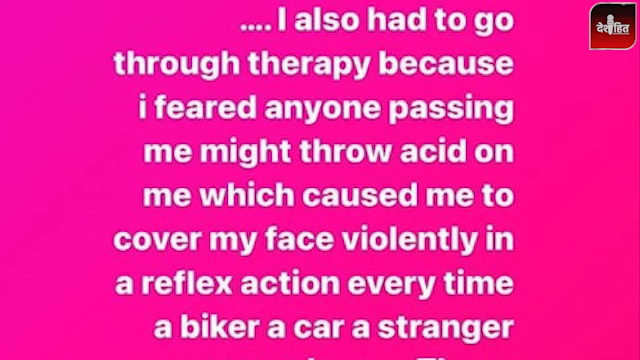 देशहित
.... I also had to go
through therapy because
i feared anyone passing
me might throw acid on
me which caused me to
cover my face violently in
a reflex action every time
a biker a car a stranger